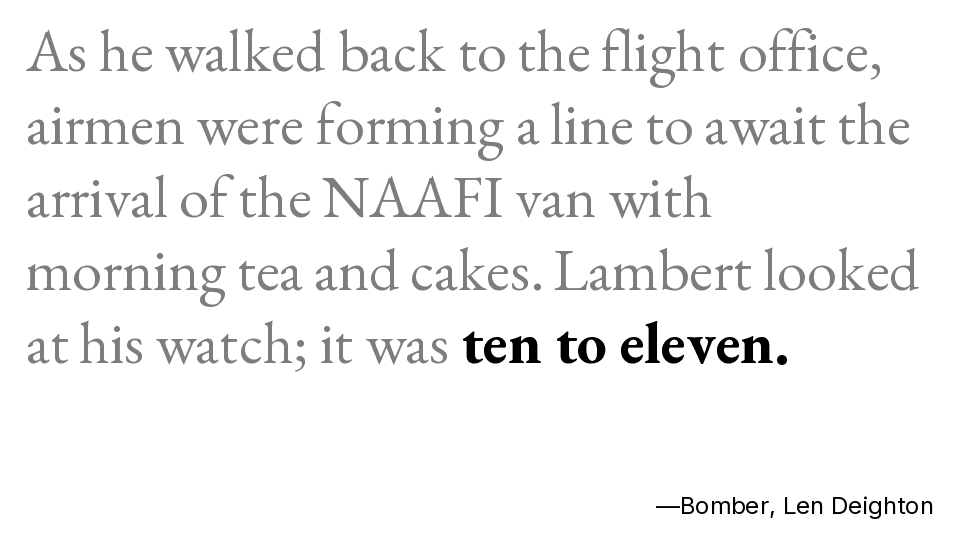 As he walked back to the flight office,
airmen were forming a line to await the
arrival of the NAAFI van with
morning tea and cakes. Lambert looked
at his watch; it was ten to eleven.
—Bomber, Len Deighton